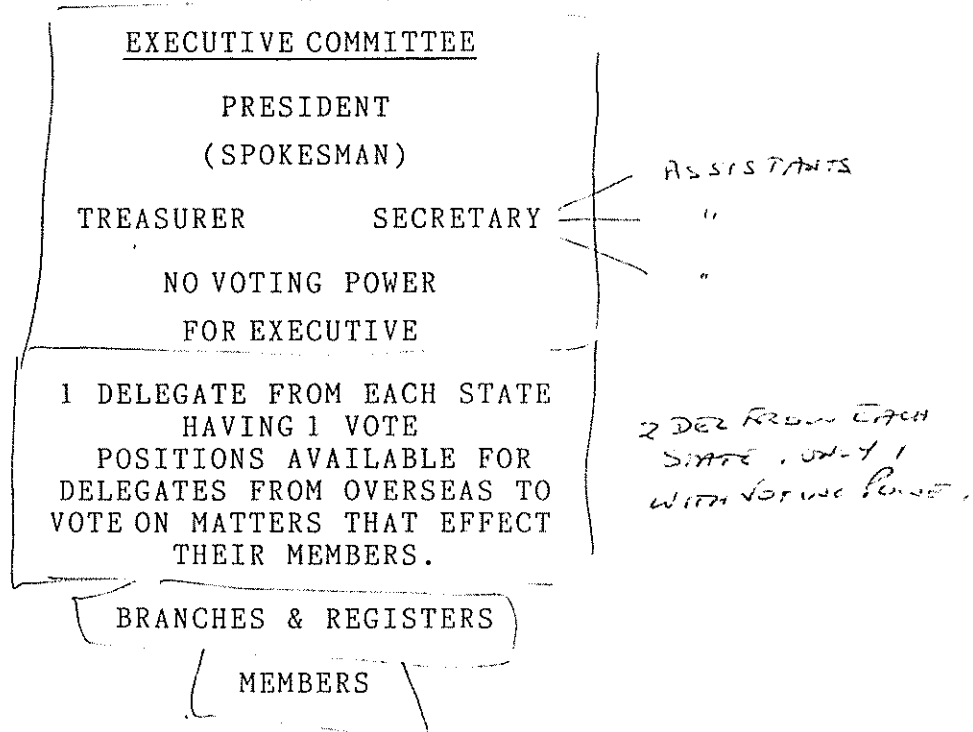 EXECUTIVE COMMITTEE
PRESIDENT
(SPOKESMAN)
ASSISTANTS
TREASURER SECRETARY "
"
NO VOTING POWER
FOR EXECUTIVE
1 DELEGATE FROM EACH STATE
HAVING 1 VOTE
POSITIONS AVAILABLE FOR
DELEGATES FROM OVERSEAS TO
VOTE ON MATTERS THAT EFFECT
THEIR MEMBERS.
2 DEL FROM EACH
STATE, ONLY 1
WITH VOTING POWER.
BRANCHES & REGISTERS
MEMBERS